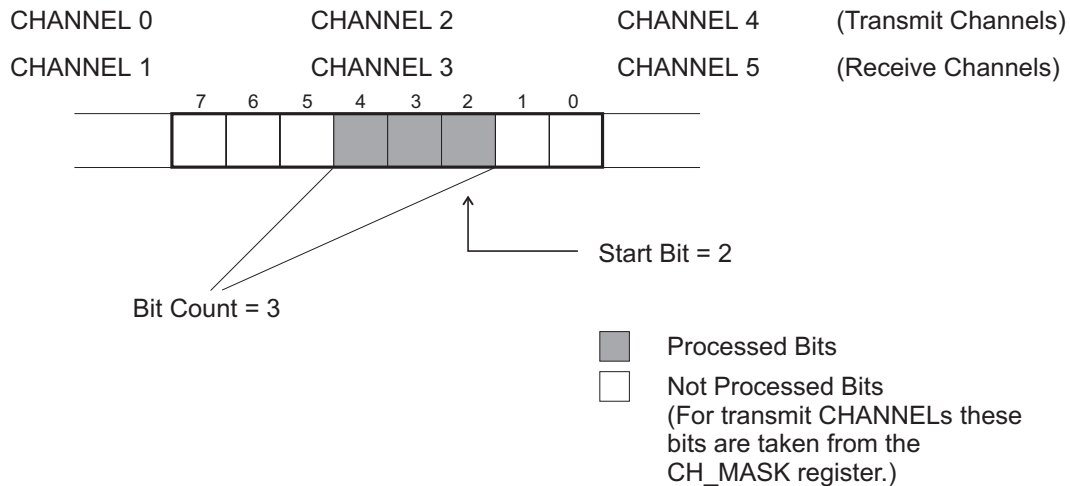 CHANNEL 0 CHANNEL 2 CHANNEL 4 (Transmit Channels)
CHANNEL 1 CHANNEL 3 CHANNEL 5 (Receive Channels)
7 6 5 4 3 2 1 0
Start Bit = 2
Bit Count = 3
Processed Bits
Not Processed Bits
(For transmit CHANNELs these
bits are taken from the
CH_MASK register.)